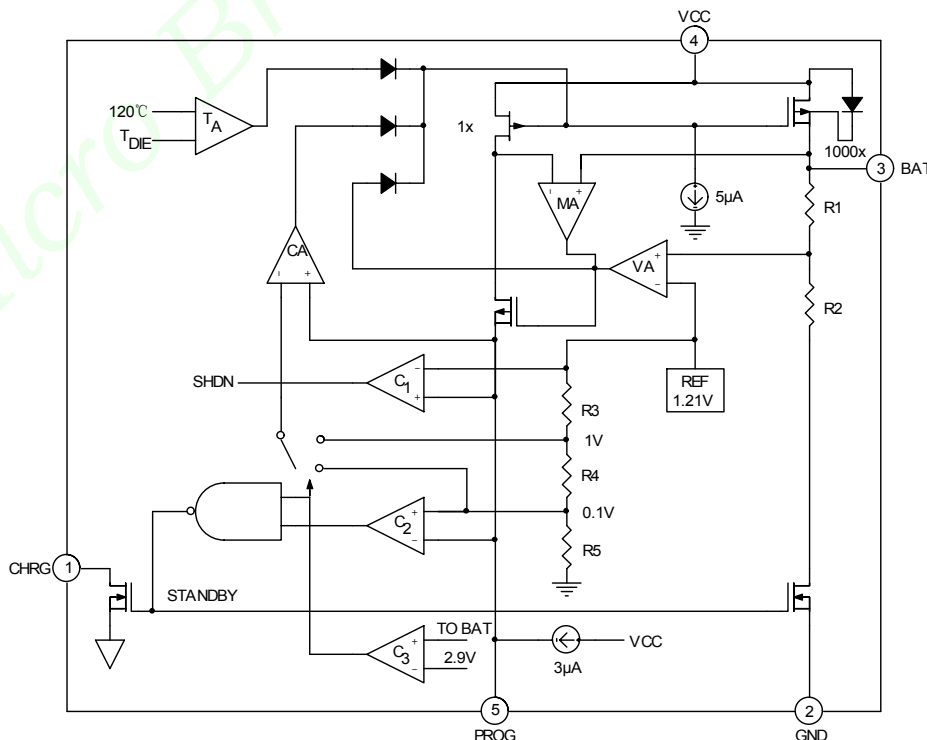 VCC
4
120℃
T_A
T_DIE
1x
1000x
3 BAT
MA
- +
5µA
R1
CA
- +
VA
+
-
R2
SHDN
C1
-
+
R3
REF
1.21V
1V
R4
C2
+
-
0.1V
R5
CHRG 1
STANDBY
C3
+
-
TO BAT
2.9V
3µA
VCC
5
PROG
2
GND